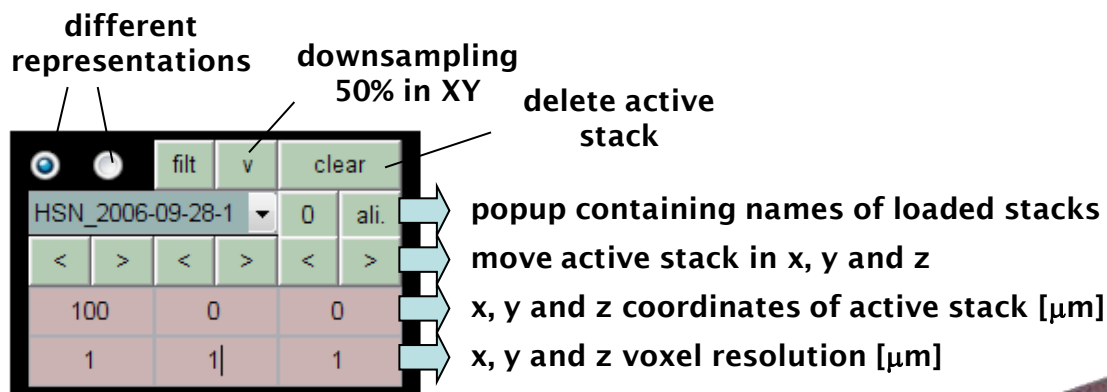 different
representations
downsampling
50% in XY
delete active
stack
filt v clear
HSN_2006-09-28-1 0 ali.
popup containing names of loaded stacks
< > < > < >
move active stack in x, y and z
100 0 0
x, y and z coordinates of active stack [μm]
1 1 1
x, y and z voxel resolution [μm]